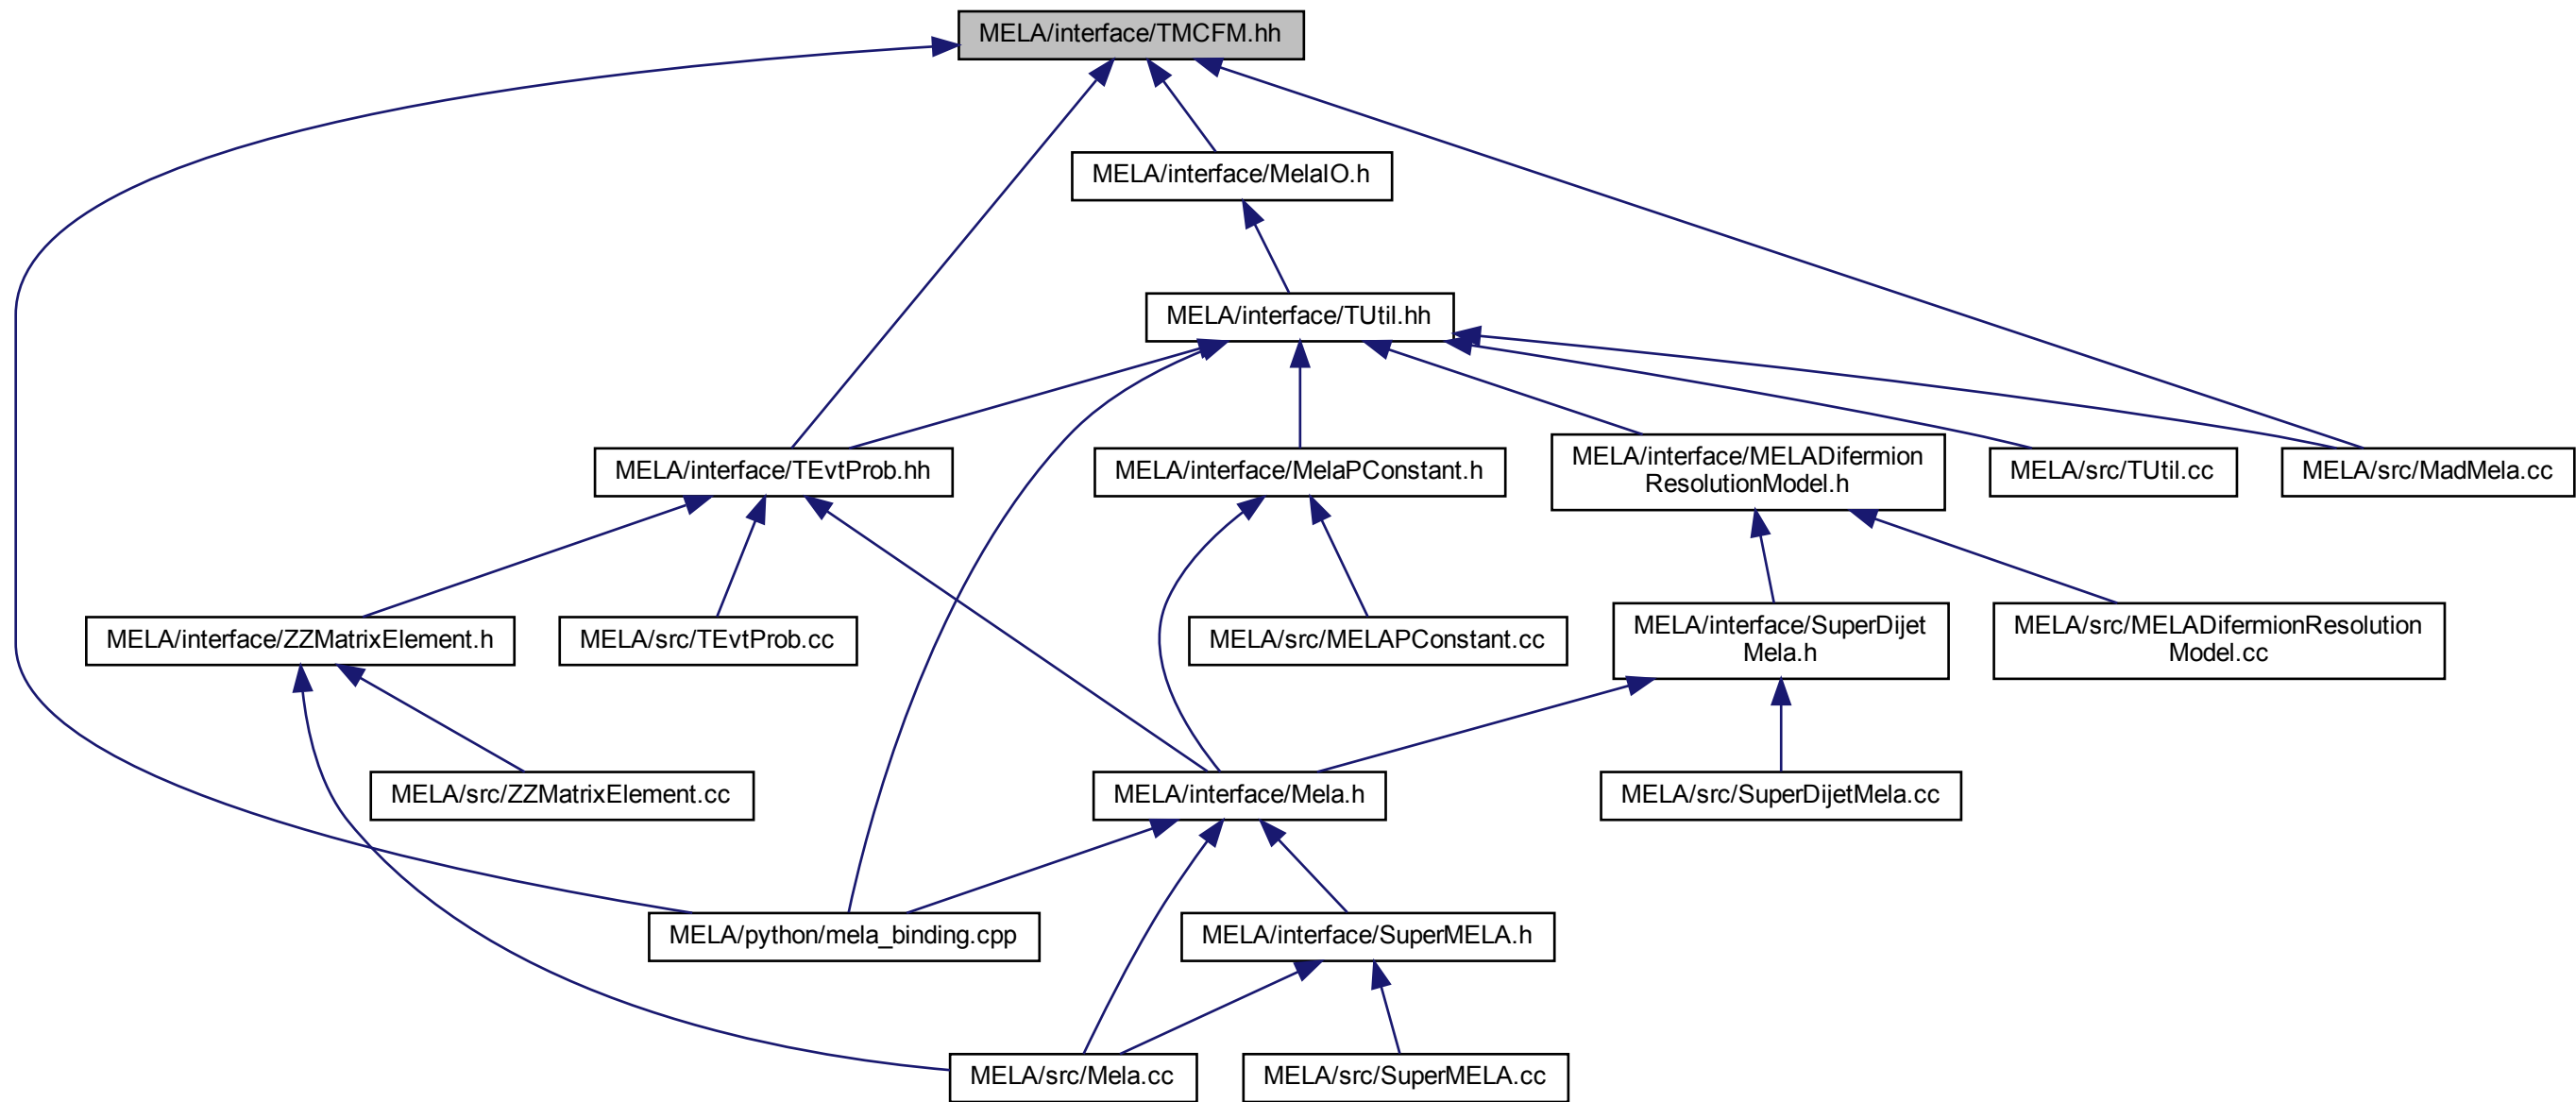 MELA/interface/TMCFM.hh
MELA/interface/MelaIO.h
MELA/interface/TUtil.hh
MELA/interface/TEvtProb.hh
MELA/interface/MelaPConstant.h
MELA/interface/MELADifermion
ResolutionModel.h
MELA/src/TUtil.cc
MELA/src/MadMela.cc
MELA/interface/ZZMatrixElement.h
MELA/src/TEvtProb.cc
MELA/src/MELAPConstant.cc
MELA/interface/SuperDijet
Mela.h
MELA/src/MELADifermionResolution
Model.cc
MELA/src/ZZMatrixElement.cc
MELA/interface/Mela.h
MELA/src/SuperDijetMela.cc
MELA/python/mela_binding.cpp
MELA/interface/SuperMELA.h
MELA/src/Mela.cc
MELA/src/SuperMELA.cc